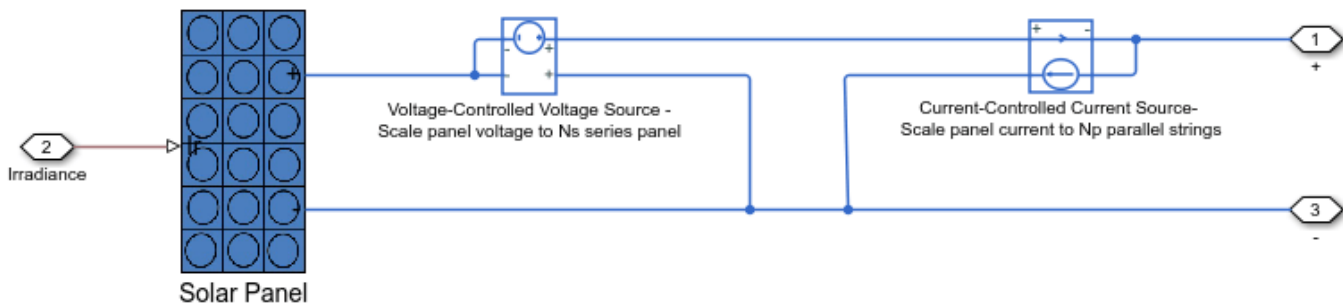 2
Irradiance
Ir
+
-
Solar Panel
-
+
-
+
Voltage-Controlled Voltage Source -
Scale panel voltage to Ns series panel
+
-
Current-Controlled Current Source-
Scale panel current to Np parallel strings
1
+
3
-